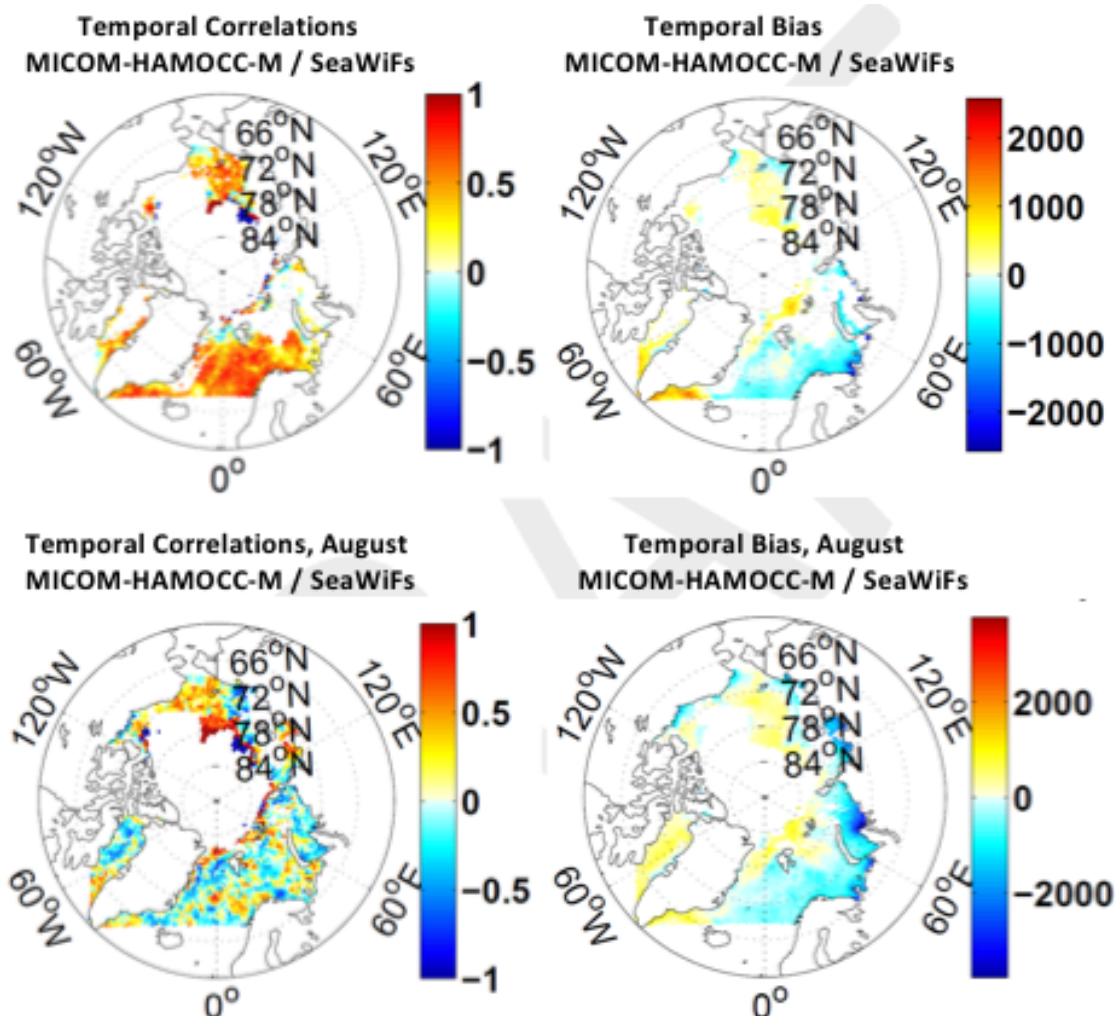 Temporal Correlations
MICOM-HAMOCC-M / SeaWiFs
Temporal Bias
MICOM-HAMOCC-M / SeaWiFs
120°W
66°N
72°N
78°N
84°N
120°E
60°W
60°E
0°
1
0.5
0
−0.5
−1
120°W
66°N
72°N
78°N
84°N
120°E
60°W
60°E
0°
2000
1000
0
−1000
−2000
Temporal Correlations, August
MICOM-HAMOCC-M / SeaWiFs
Temporal Bias, August
MICOM-HAMOCC-M / SeaWiFs
120°W
66°N
72°N
78°N
84°N
120°E
60°W
60°E
0°
1
0.5
0
−0.5
−1
120°W
66°N
72°N
78°N
84°N
120°E
60°W
60°E
0°
2000
0
−2000